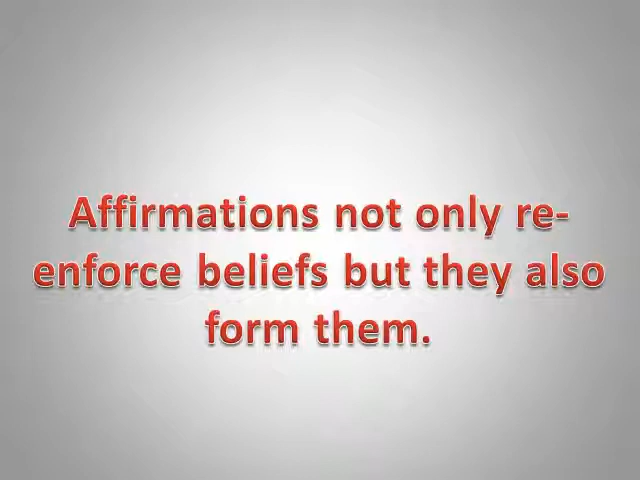 Affirmations not only re-
enforce beliefs but they also
form them.